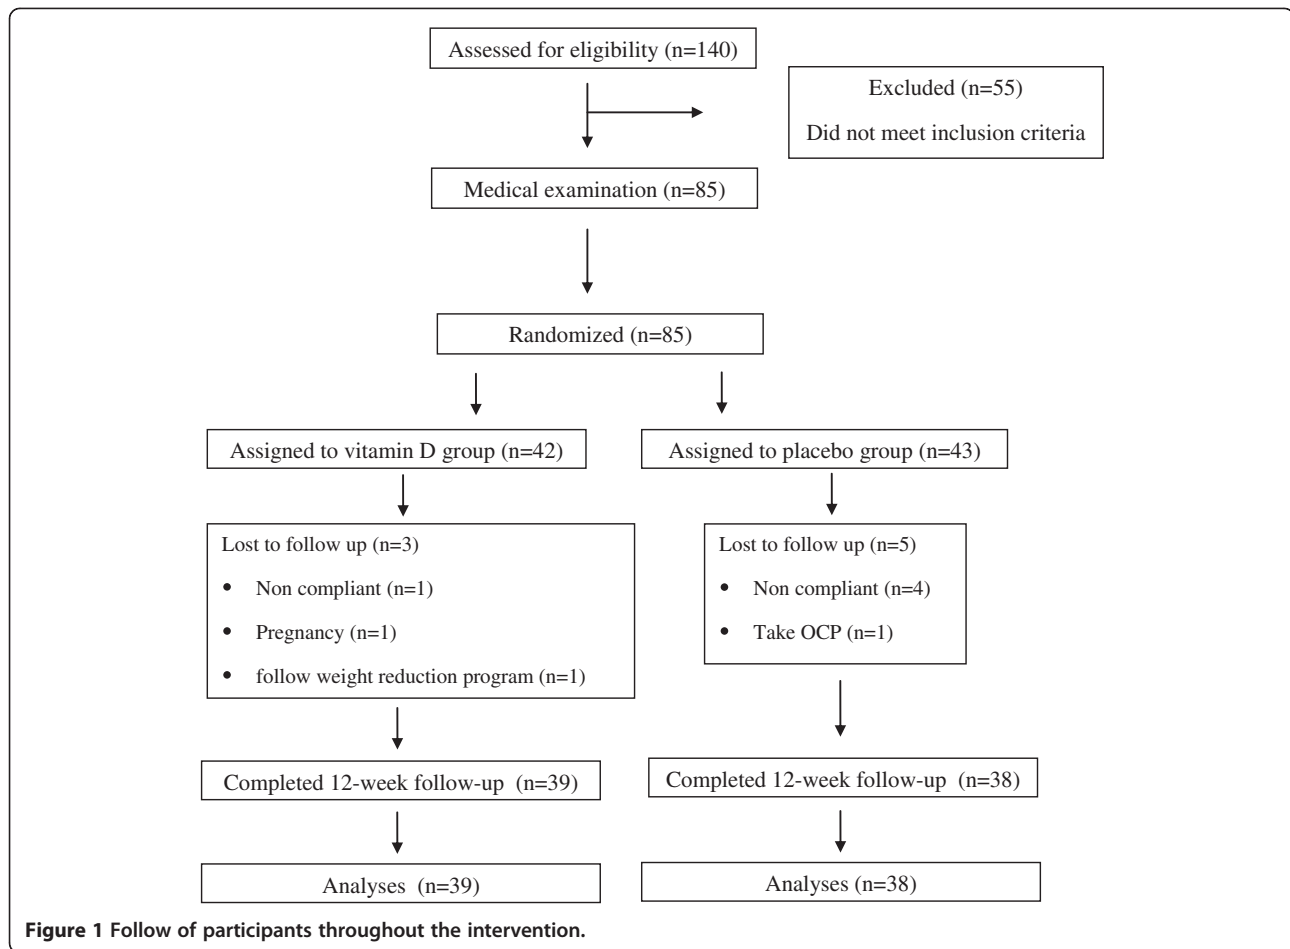 Assessed for eligibility (n=140)
Excluded (n=55)
Did not meet inclusion criteria
Medical examination (n=85)
Randomized (n=85)
Assigned to vitamin D group (n=42)
Assigned to placebo group (n=43)
Lost to follow up (n=3)
• Non compliant (n=1)
• Pregnancy (n=1)
• follow weight reduction program (n=1)
Lost to follow up (n=5)
• Non compliant (n=4)
• Take OCP (n=1)
Completed 12-week follow-up (n=39)
Completed 12-week follow-up (n=38)
Analyses (n=39)
Analyses (n=38)
Figure 1 Follow of participants throughout the intervention.